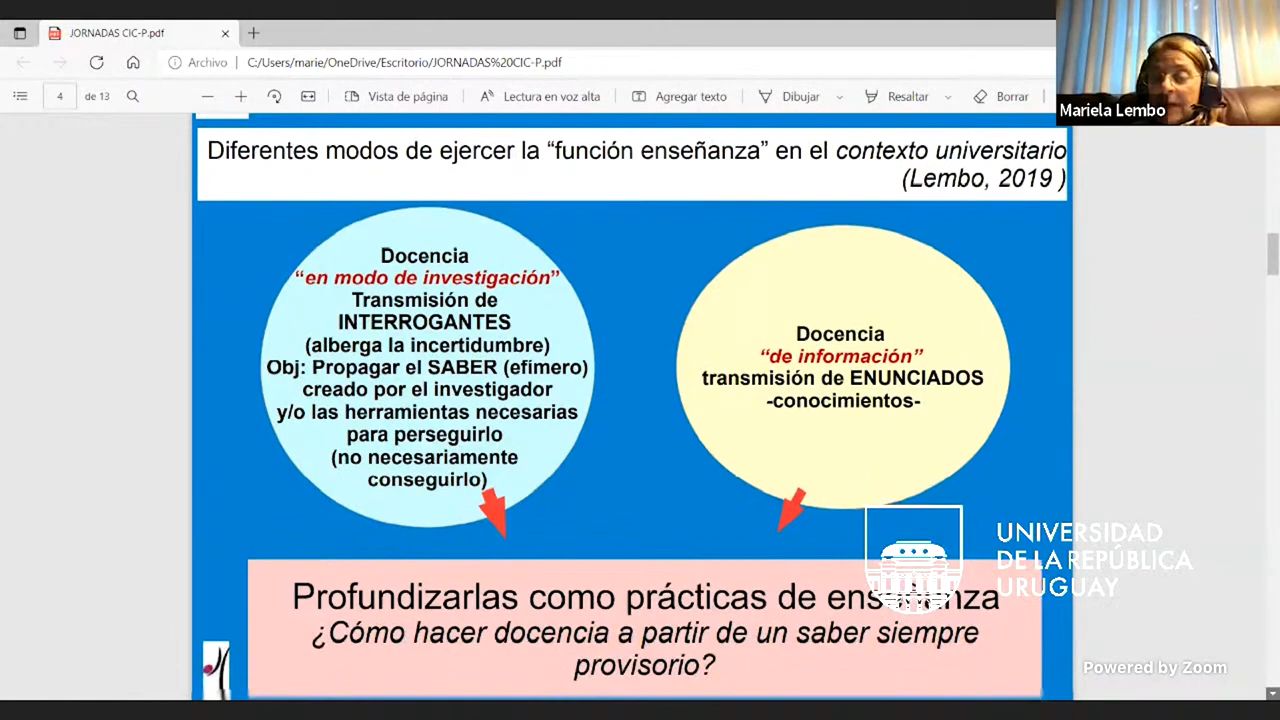 JORNADAS CIC-P.pdf
Archivo
C:/Users/marie/OneDrive/Escritorio/JORNADAS%20CIC-P.pdf
4
de 13
Vista de página
Lectura en voz alta
Agregar texto
Dibujar
Resaltar
Borrar
Mariela Lembo
Diferentes modos de ejercer la “función enseñanza” en el contexto universitario
(Lembo, 2019 )
Docencia
“en modo de investigación”
Transmisión de
INTERROGANTES
(alberga la incertidumbre)
Obj: Propagar el SABER (efímero)
creado por el investigador
y/o las herramientas necesarias
para perseguirlo
(no necesariamente
conseguirlo)
Docencia
“de información”
transmisión de ENUNCIADOS
-conocimientos-
Profundizarlas como prácticas de enseñanza
¿Cómo hacer docencia a partir de un saber siempre
provisorio?
UNIVERSIDAD
DE LA REPÚBLICA
URUGUAY
Powered by Zoom